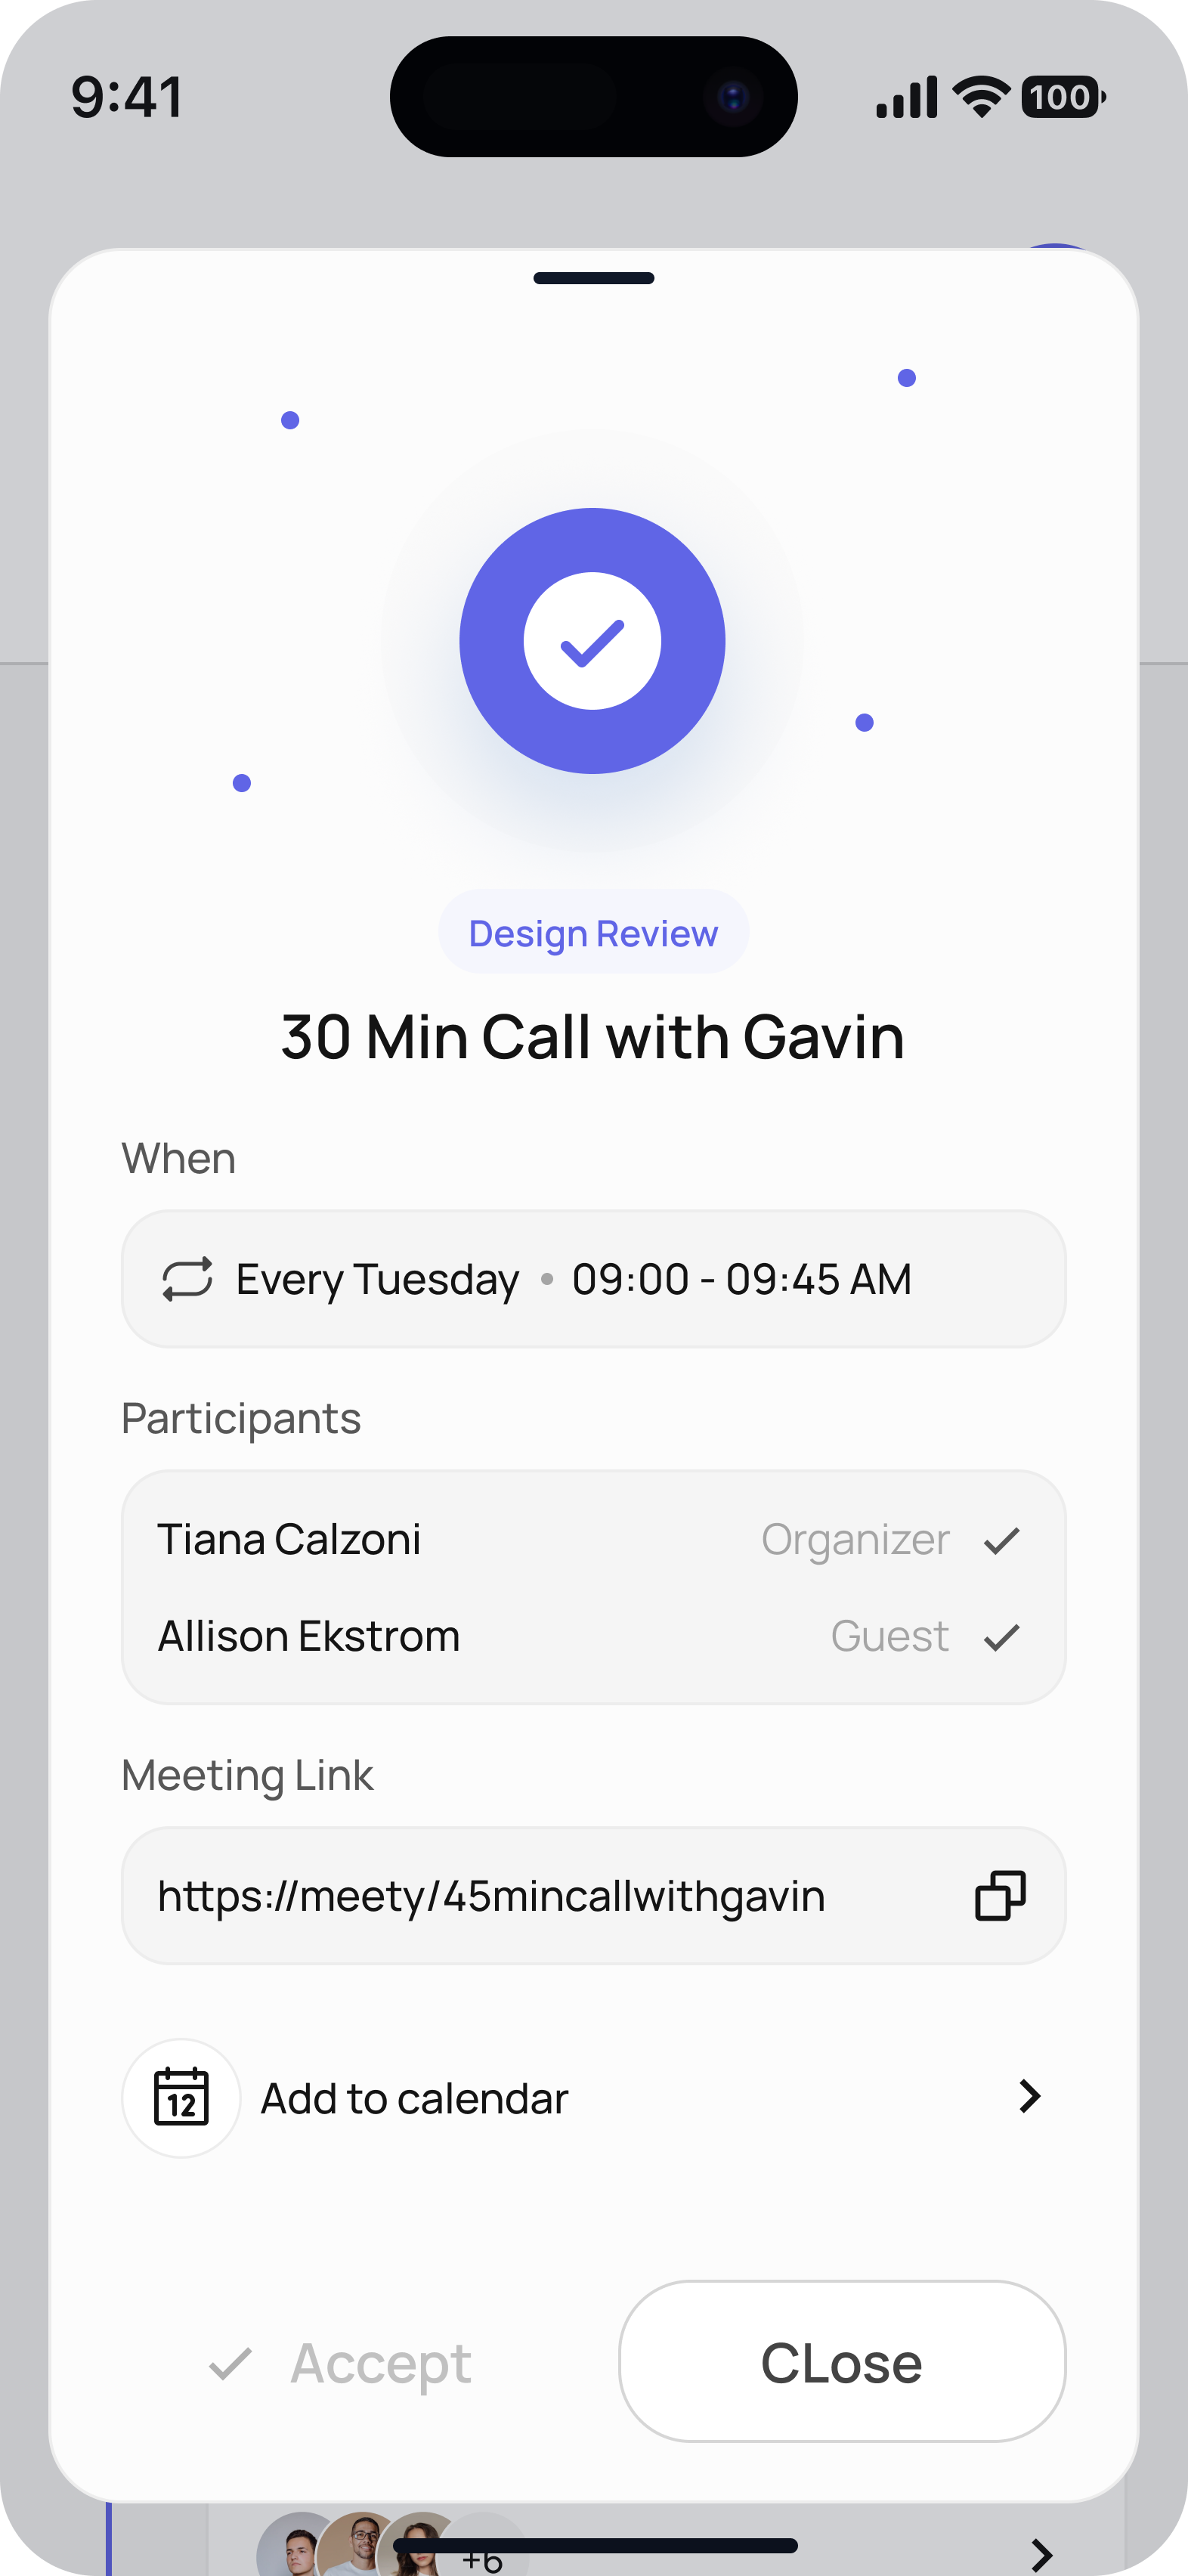 9:41
100
Design Review
30 Min Call with Gavin
When
Every Tuesday • 09:00 - 09:45 AM
Participants
Tiana Calzoni Organizer
Allison Ekstrom Guest
Meeting Link
https://meety/45mincallwithgavin
12 Add to calendar
Accept CLose
+6